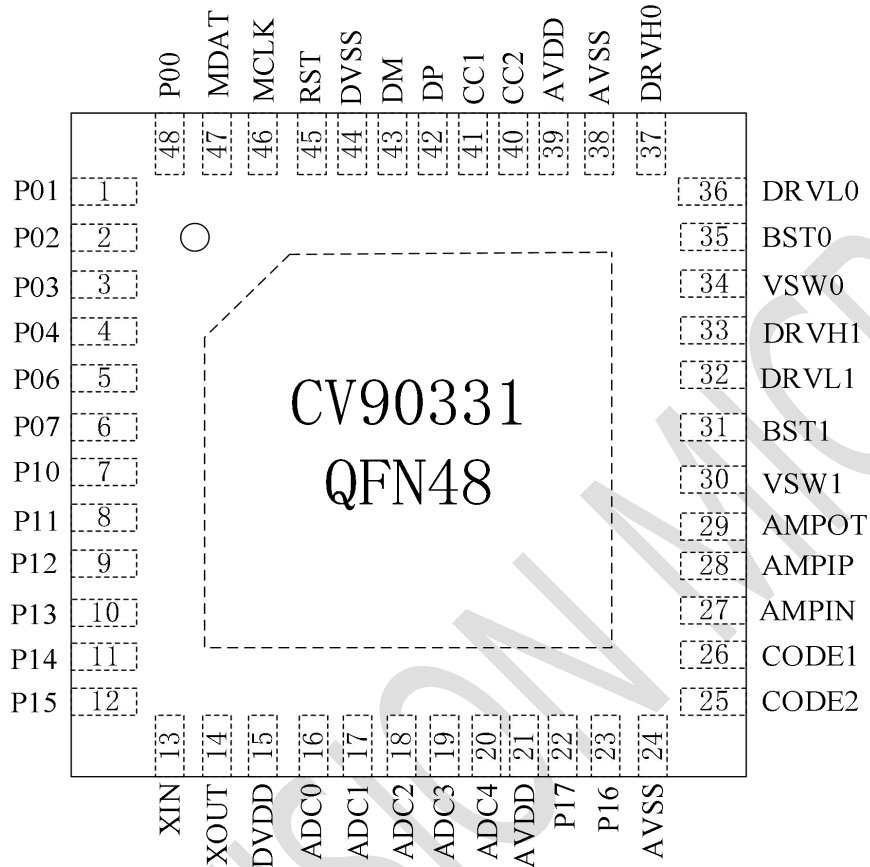 P00 MDAT MCLK RST DVSS DM DP CC1 CC2 AVDD AVSS DRVH0
48 47 46 45 44 43 42 41 40 39 38 37
P01 1 36 DRVL0
P02 2 35 BST0
P03 3 34 VSW0
P04 4 33 DRVH1
P06 5 32 DRVL1
P07 6 31 BST1
P10 7 30 VSW1
P11 8 29 AMPOT
P12 9 28 AMPIP
P13 10 27 AMPIN
P14 11 26 CODE1
P15 12 25 CODE2
CV90331
QFN48
13 14 15 16 17 18 19 20 21 22 23 24
XIN XOUT DVDD ADC0 ADC1 ADC2 ADC3 ADC4 AVDD P17 P16 AVSS